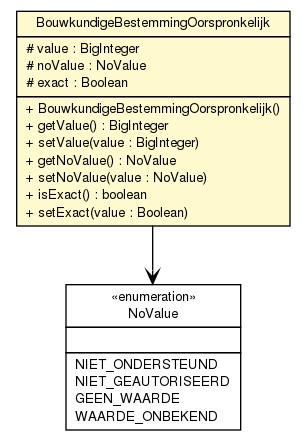 BouwkundigeBestemmingOorspronkelijk
# value : BigInteger
# noValue : NoValue
# exact : Boolean
+ BouwkundigeBestemmingOorspronkelijk()
+ getValue() : BigInteger
+ setValue(value : BigInteger)
+ getNoValue() : NoValue
+ setNoValue(value : NoValue)
+ isExact() : boolean
+ setExact(value : Boolean)
«enumeration»
NoValue
NIET_ONDERSTEUND
NIET_GEAUTORISEERD
GEEN_WAARDE
WAARDE_ONBEKEND